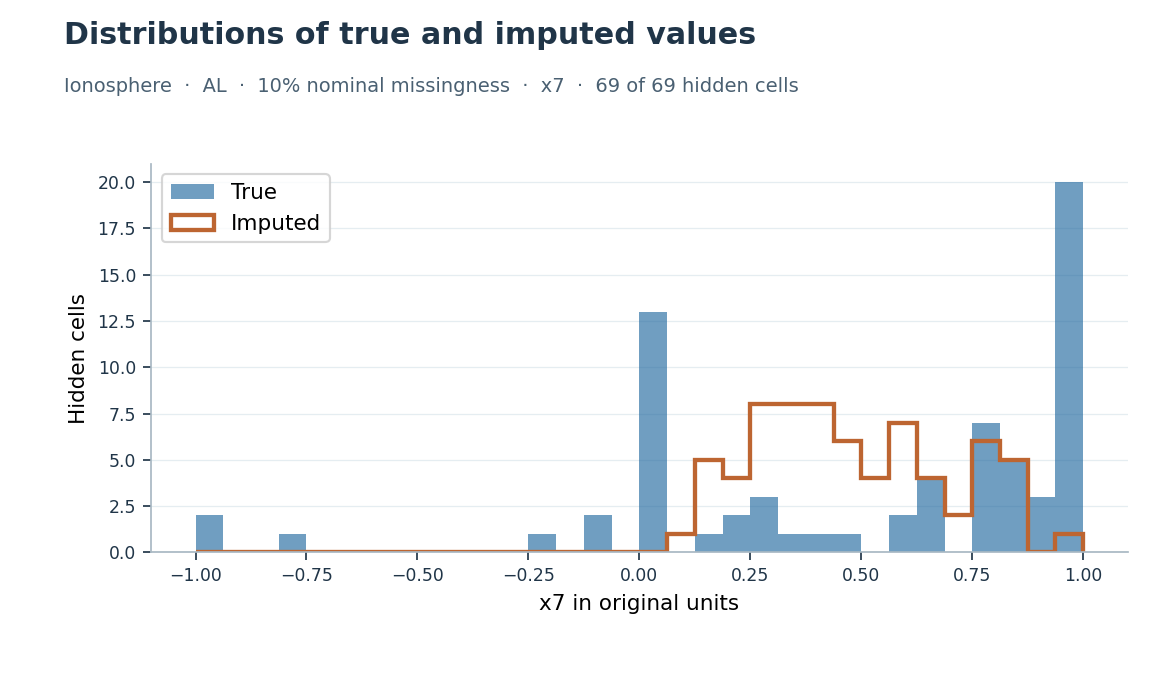 Distributions of true and imputed values
Ionosphere · AL · 10% nominal missingness · x7 · 69 of 69 hidden cells
True
Imputed
Hidden cells
20.0
17.5
15.0
12.5
10.0
7.5
5.0
2.5
0.0
−1.00 −0.75 −0.50 −0.25 0.00 0.25 0.50 0.75 1.00
x7 in original units